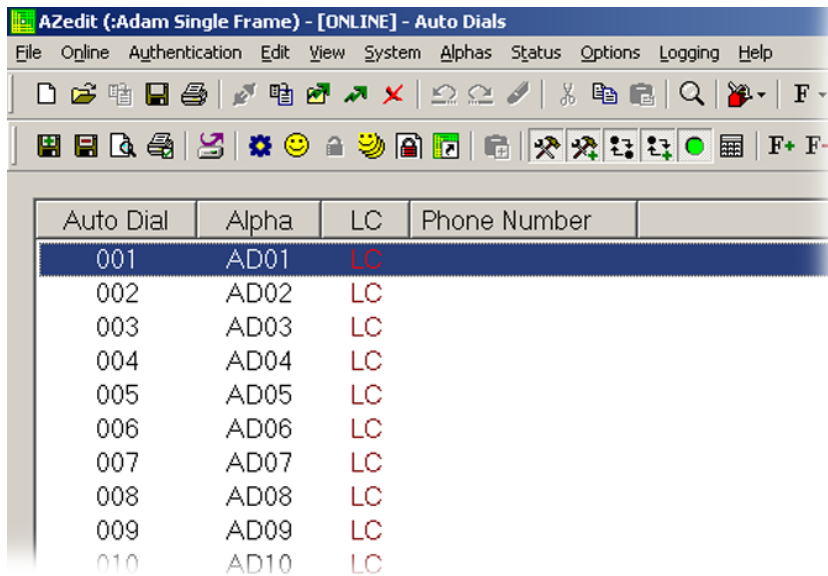 AZedit (:Adam Single Frame) - [ONLINE] - Auto Dials
File Online Authentication Edit View System Alphas Status Options Logging Help
F
F+ F-
Auto Dial Alpha LC Phone Number
001 AD01 LC
002 AD02 LC
003 AD03 LC
004 AD04 LC
005 AD05 LC
006 AD06 LC
007 AD07 LC
008 AD08 LC
009 AD09 LC
010 AD10 LC